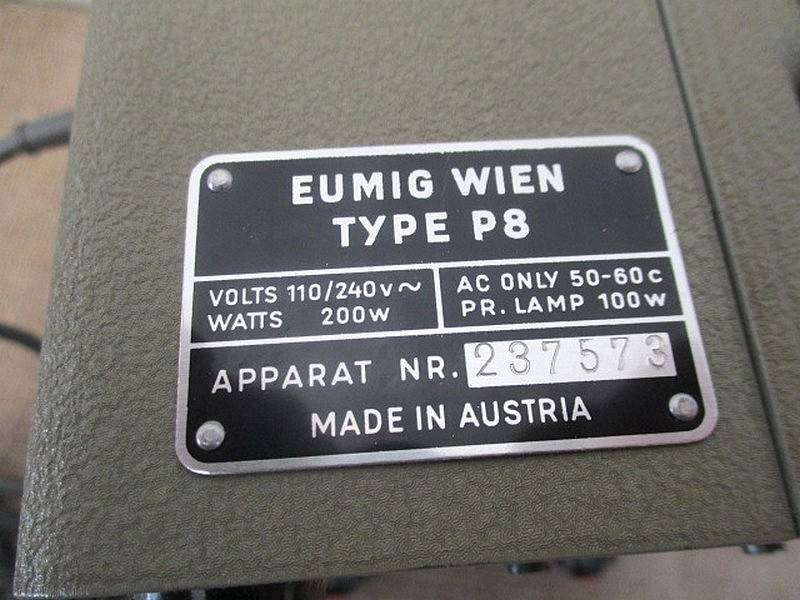 EUMIG WIEN
TYPE P8
VOLTS 110/240V~
WATTS 200W
AC ONLY 50-60c
PR. LAMP 100W
APPARAT NR. 237573
MADE IN AUSTRIA